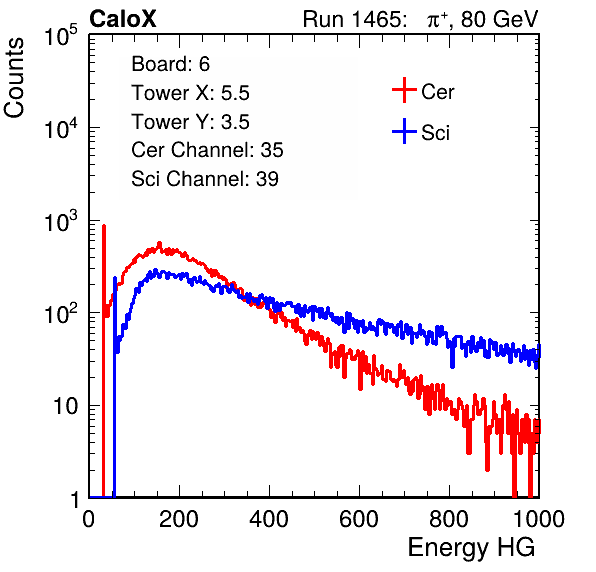 CaloX Run 1465: π⁺, 80 GeV
Counts
Board: 6
Tower X: 5.5
Tower Y: 3.5
Cer Channel: 35
Sci Channel: 39
Cer
Sci
10⁵
10⁴
10³
10²
10
1
0 200 400 600 800 1000
Energy HG